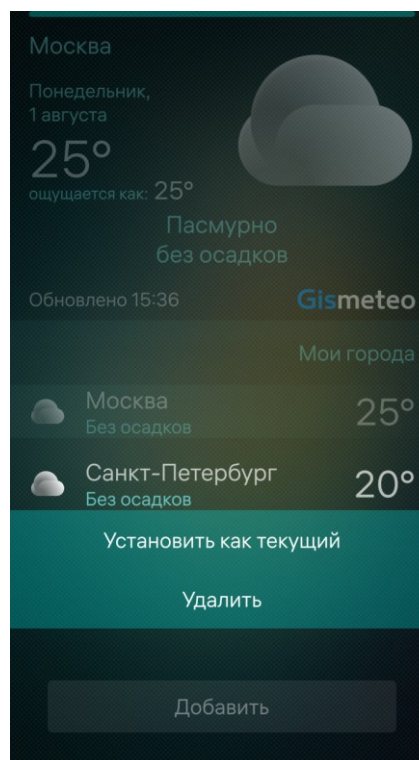 Москва
Понедельник,
1 августа
25°
ощущается как: 25°
Пасмурно
без осадков
Обновлено 15:36
Gismeteo
Мои города
Москва
25°
Без осадков
Санкт-Петербург
20°
Без осадков
Установить как текущий
Удалить
Добавить